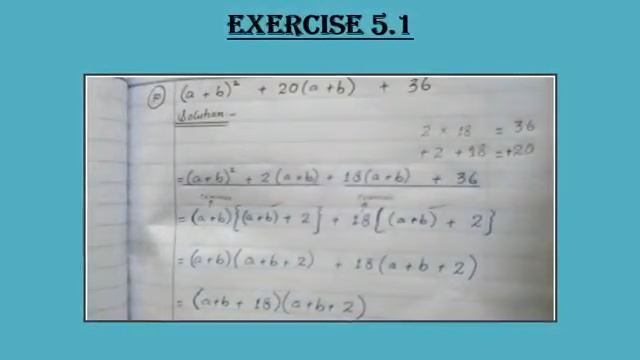 EXERCISE 5.1
(a + b)² + 20(a + b) + 36
Solution -
2 × 18 = 36
+2 +18 = +20
= (a+b)² + 2(a+b) + 18(a+b) + 36
= (a+b){(a+b) + 2} + 18{(a+b) + 2}
= (a+b)(a+b+2) + 18(a+b+2)
= (a+b + 18)(a+b+2)